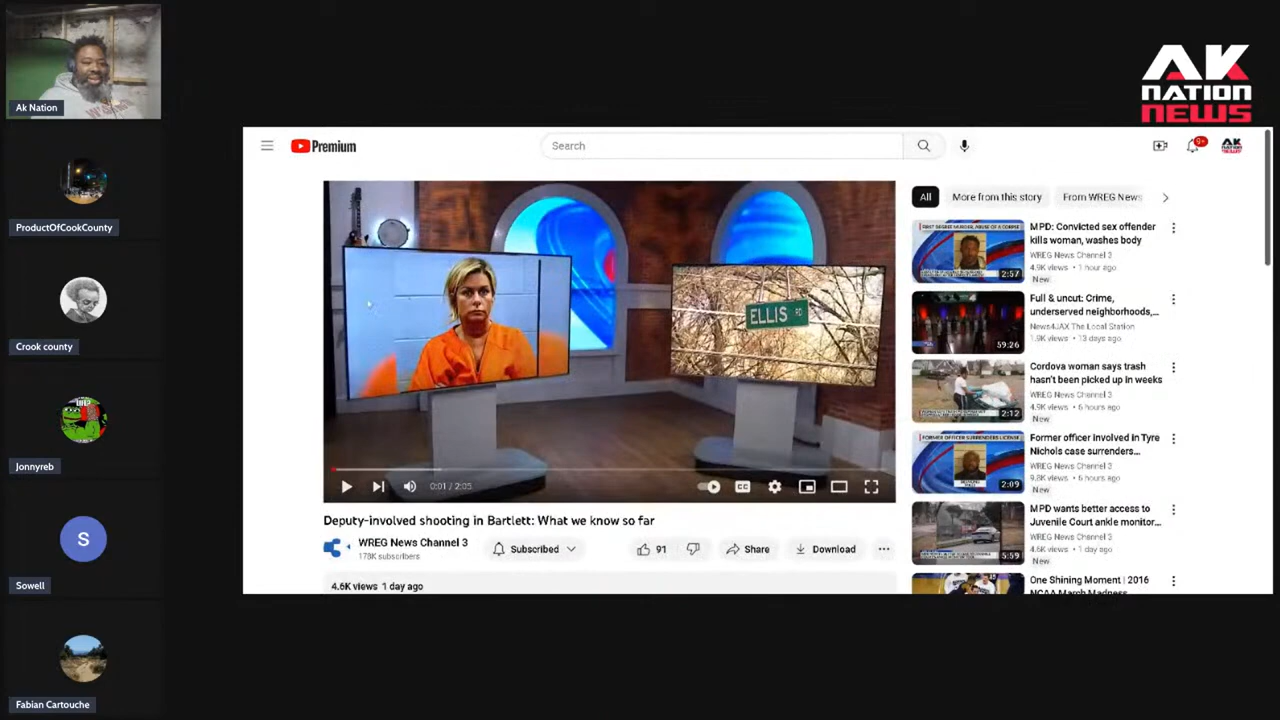 Ak Nation
ProductOfCookCounty
Crook county
Jonnyreb
S
Sowell
Fabian Cartouche
AK
NATION
NEWS
Premium
Search
9+
ELLIS RD
0:01 / 2:05
CC
Deputy-involved shooting in Bartlett: What we know so far
WREG News Channel 3
178K subscribers
Subscribed
91
Share
Download
4.6K views 1 day ago
All
More from this story
From WREG News
2:57
MPD: Convicted sex offender
kills woman, washes body
WREG News Channel 3
4.9K views • 1 hour ago
New
59:26
Full & uncut: Crime,
underserved neighborhoods,...
News4JAX The Local Station
1.9K views • 13 days ago
2:12
Cordova woman says trash
hasn't been picked up in weeks
WREG News Channel 3
4.9K views • 6 hours ago
New
FORMER OFFICER SURRENDERS LICENSE
2:09
Former officer involved in Tyre
Nichols case surrenders...
WREG News Channel 3
9.8K views • 6 hours ago
New
5:59
MPD wants better access to
Juvenile Court ankle monitor...
WREG News Channel 3
4.6K views • 1 day ago
New
One Shining Moment | 2016
NCAA March Madness